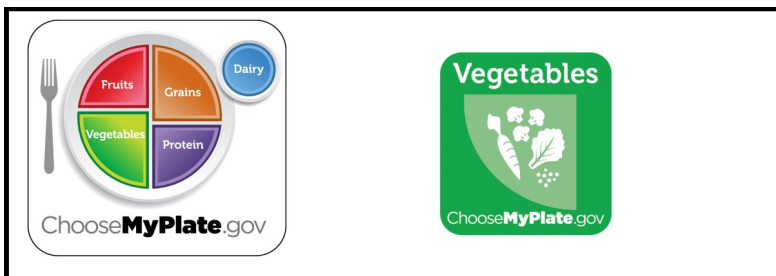 Fruits
Grains
Dairy
Vegetables
Protein
ChooseMyPlate.gov
Vegetables
ChooseMyPlate.gov